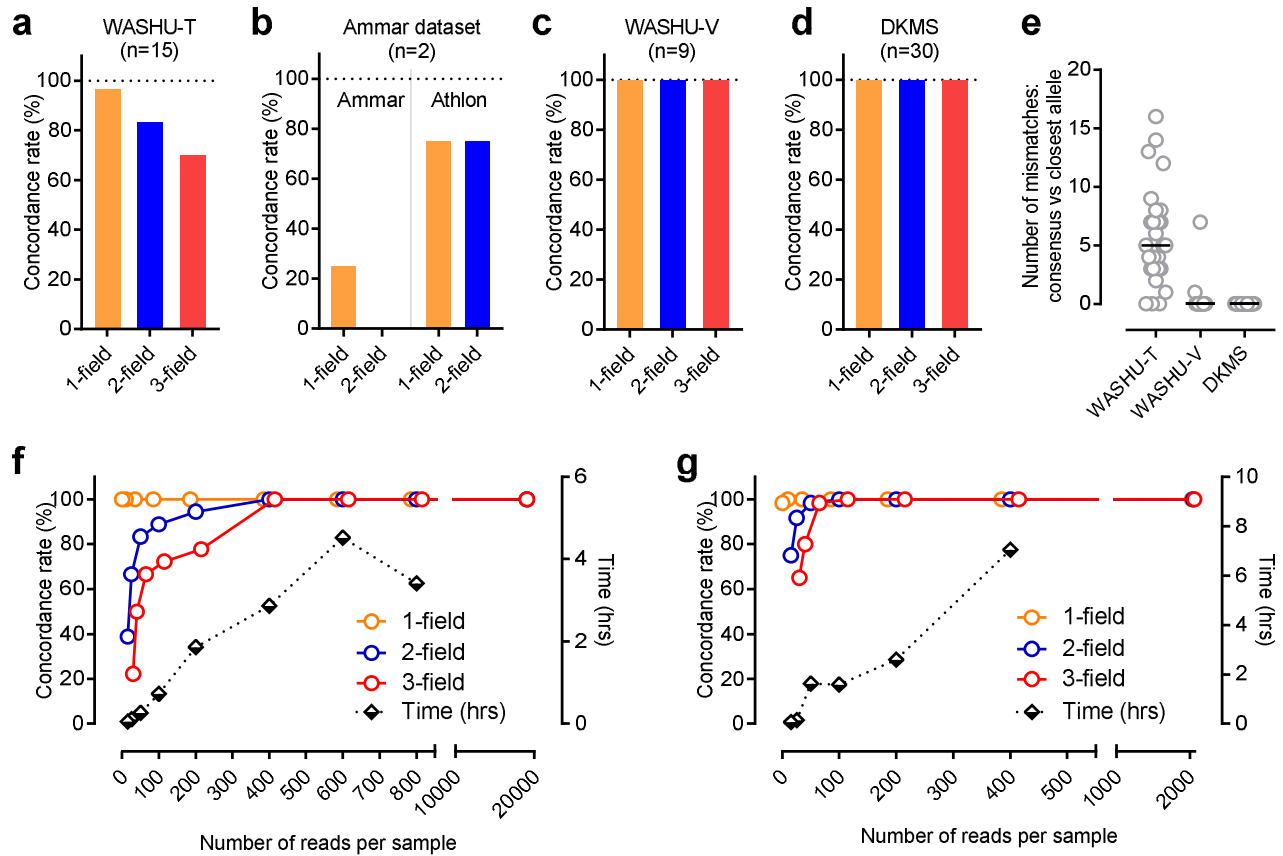 a
WASHU-T
(n=15)
Concordance rate (%)
100
80
60
40
20
0
1-field
2-field
3-field
b
Ammar dataset
(n=2)
Ammar
Athlon
Concordance rate (%)
100
80
60
40
20
0
1-field
2-field
1-field
2-field
c
WASHU-V
(n=9)
Concordance rate (%)
100
80
60
40
20
0
1-field
2-field
3-field
d
DKMS
(n=30)
Concordance rate (%)
100
80
60
40
20
0
1-field
2-field
3-field
e
Number of mismatches:
consensus vs closest allele
20
15
10
5
0
WASHU-T
WASHU-V
DKMS
f
Concordance rate (%)
100
80
60
40
20
0
6
4
2
0
Time (hrs)
1-field
2-field
3-field
Time (hrs)
0
100
200
300
400
500
600
700
800
10000
20000
Number of reads per sample
g
Concordance rate (%)
100
80
60
40
20
0
10
8
6
4
2
0
Time (hrs)
1-field
2-field
3-field
Time (hrs)
0
100
200
300
400
500
1000
2000
Number of reads per sample